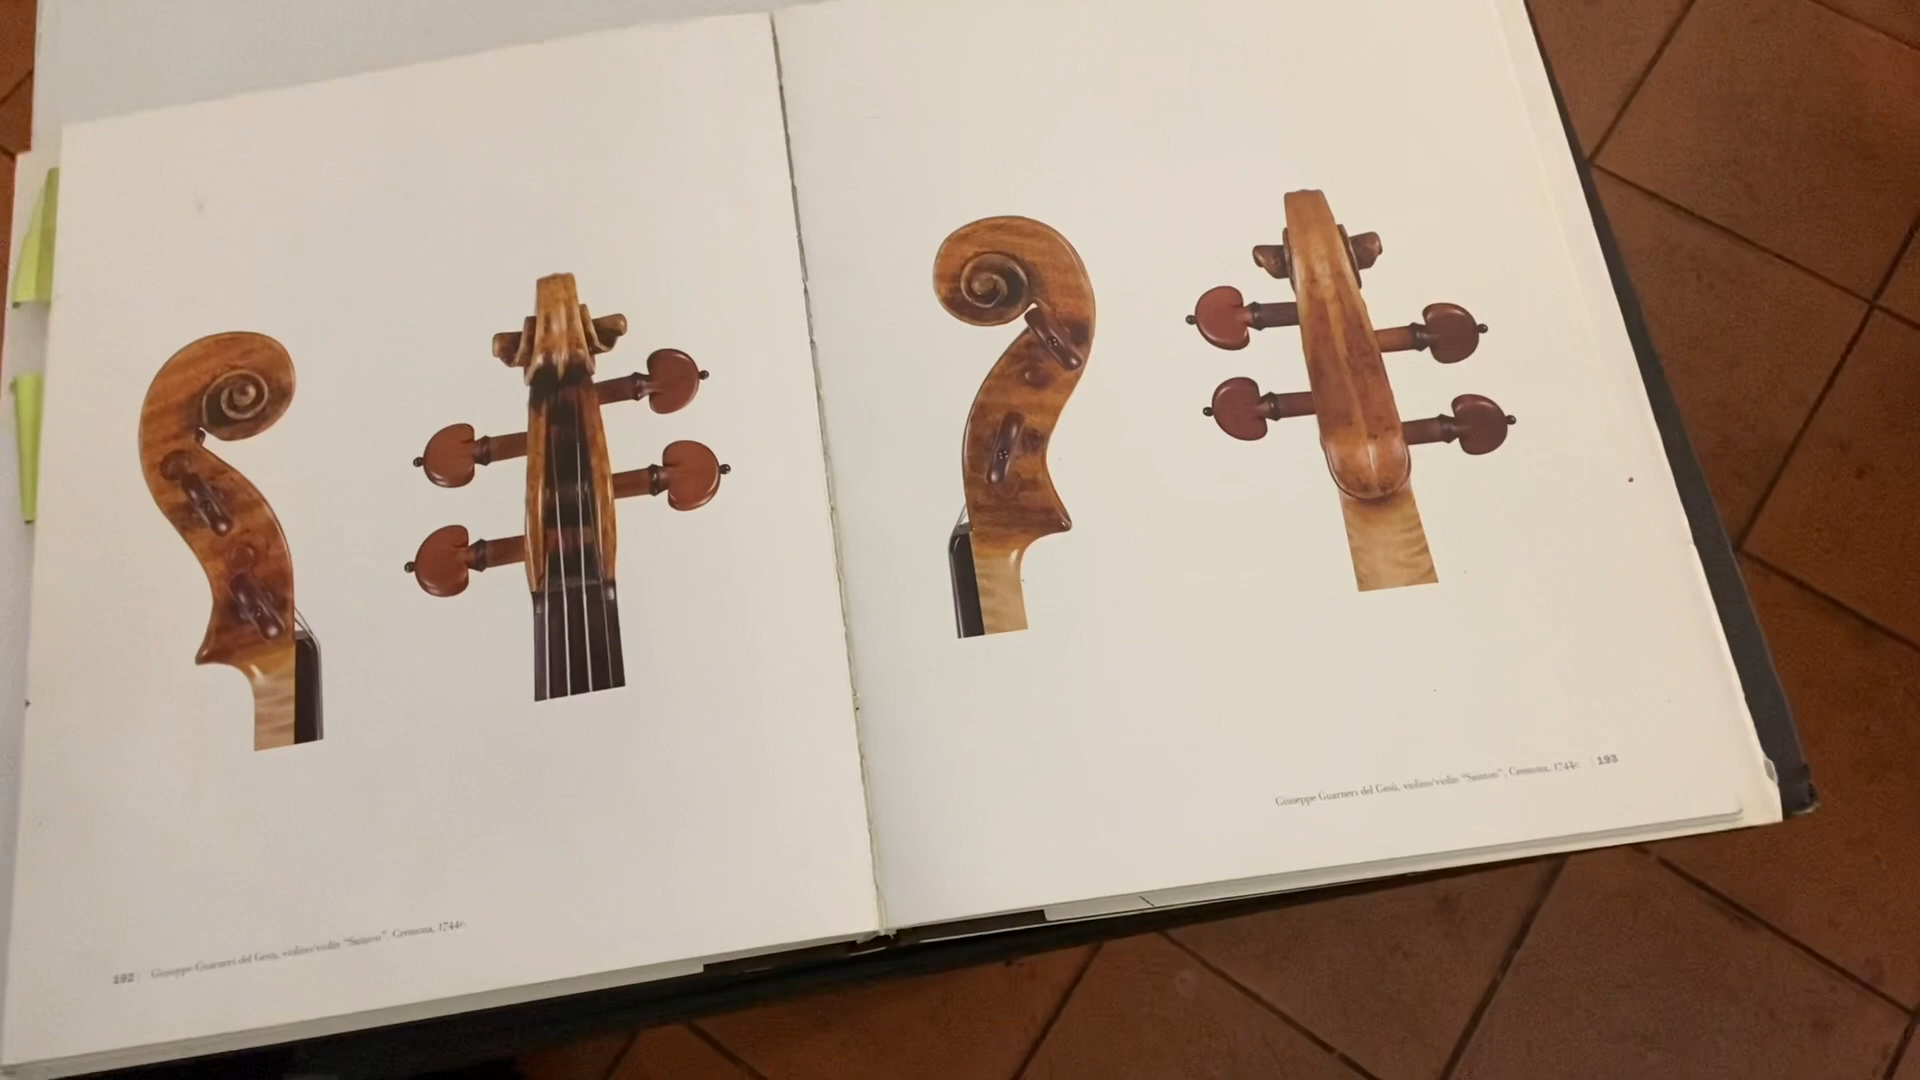 192 | Giuseppe Guarneri del Gesù, violino/violin "Sainton", Cremona, 1744c.
Giuseppe Guarneri del Gesù, violino/violin "Sainton", Cremona, 174 | 193